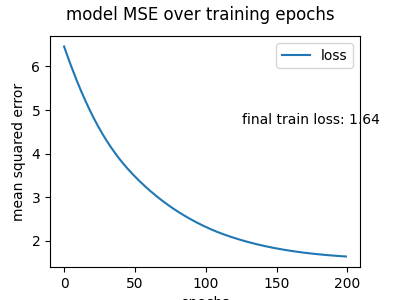 model MSE over training epochs
loss
final train loss: 1.64
mean squared error
6
5
4
3
2
0 50 100 150 200
epochs